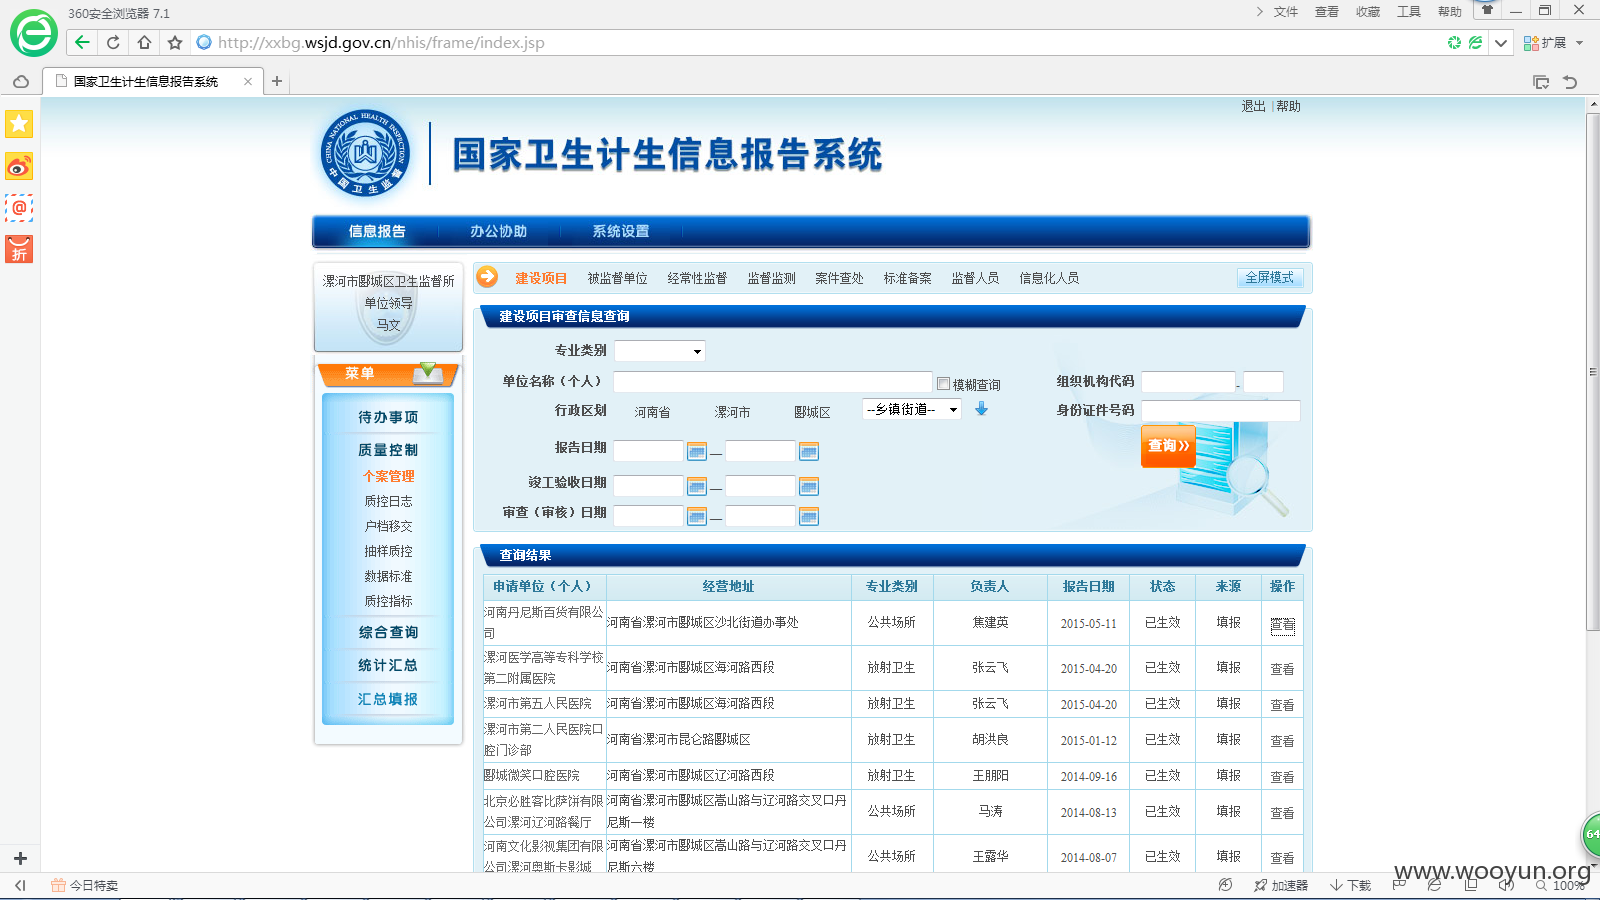 360安全浏览器 7.1
文件 查看 收藏 工具 帮助
http://xxbg.wsjd.gov.cn/nhis/frame/index.jsp
扩展
国家卫生计生信息报告系统
退出 | 帮助
CHINA NATIONAL HEALTH INSPECTION
中国卫生监督
国家卫生计生信息报告系统
信息报告 办公协助 系统设置
漯河市郾城区卫生监督所
单位领导
马文
建设项目 被监督单位 经常性监督 监督监测 案件查处 标准备案 监督人员 信息化人员 全屏模式
菜单
待办事项
质量控制
个案管理
质控日志
户档移交
抽样质控
数据标准
质控指标
综合查询
统计汇总
汇总填报
建设项目审查信息查询
专业类别
单位名称（个人） 模糊查询 组织机构代码 -
行政区划 河南省 漯河市 郾城区 --乡镇街道-- 身份证件号码
报告日期 —
查询 »
竣工验收日期 —
审查（审核）日期 —
查询结果
申请单位（个人） 经营地址 专业类别 负责人 报告日期 状态 来源 操作
河南丹尼斯百货有限公司 河南省漯河市郾城区沙北街道办事处 公共场所 焦建英 2015-05-11 已生效 填报 查看
漯河医学高等专科学校第二附属医院 河南省漯河市郾城区海河路西段 放射卫生 张云飞 2015-04-20 已生效 填报 查看
漯河市第五人民医院 河南省漯河市郾城区海河路西段 放射卫生 张云飞 2015-04-20 已生效 填报 查看
漯河市第二人民医院口腔门诊部 河南省漯河市昆仑路郾城区 放射卫生 胡洪良 2015-01-12 已生效 填报 查看
郾城微笑口腔医院 河南省漯河市郾城区辽河路西段 放射卫生 王朋阳 2014-09-16 已生效 填报 查看
北京必胜客比萨饼有限公司漯河辽河路餐厅 河南省漯河市郾城区嵩山路与辽河路交叉口丹尼斯一楼 公共场所 马涛 2014-08-13 已生效 填报 查看
河南文化影视集团有限公司漯河奥斯卡影城 河南省漯河市郾城区嵩山路与辽河路交叉口丹尼斯六楼 公共场所 王露华 2014-08-07 已生效 填报 查看
折
64
今日特卖
加速器 下载 100%
www.wooyun.org